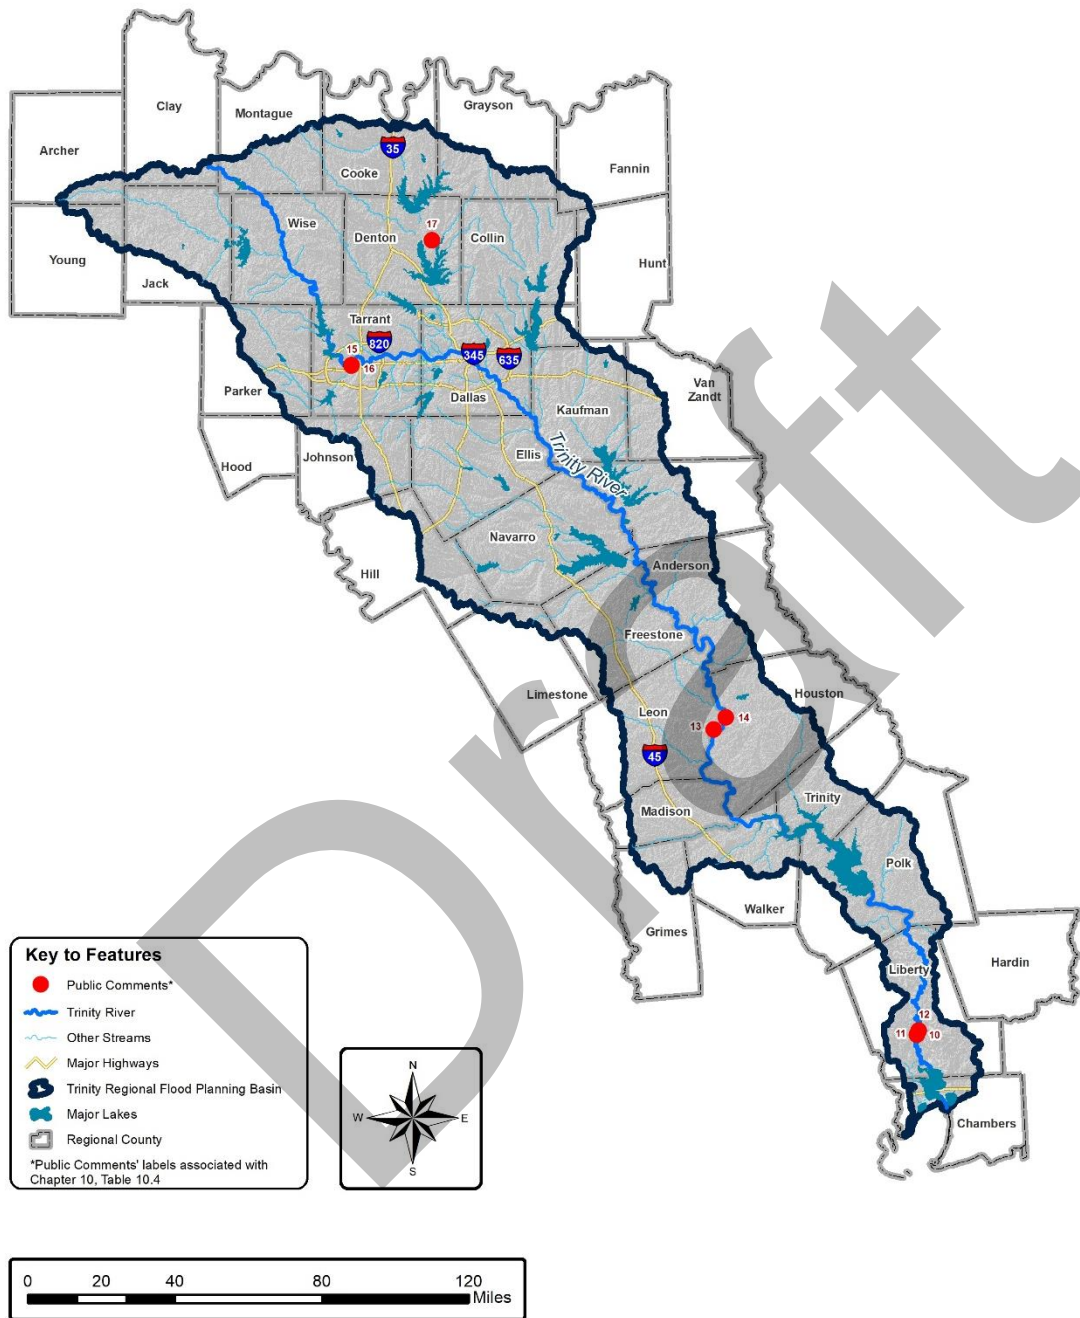 Clay
Montague
Grayson
Archer
35
Cooke
Fannin
17
Wise
Denton
Collin
Young
Hunt
Jack
Tarrant
820
15
345
635
16
Parker
Dallas
Van
Zandt
Kaufman
Trinity River
Ellis
Hood
Johnson
Navarro
Anderson
Hill
Freestone
Limestone
Houston
Leon
14
13
45
Trinity
Madison
Polk
Walker
Grimes
Hardin
Liberty
12
11
10
Chambers
Draft
Key to Features
Public Comments*
Trinity River
Other Streams
Major Highways
Trinity Regional Flood Planning Basin
Major Lakes
Regional County
*Public Comments' labels associated with
Chapter 10, Table 10.4
N
W
E
S
0 20 40 80 120
Miles